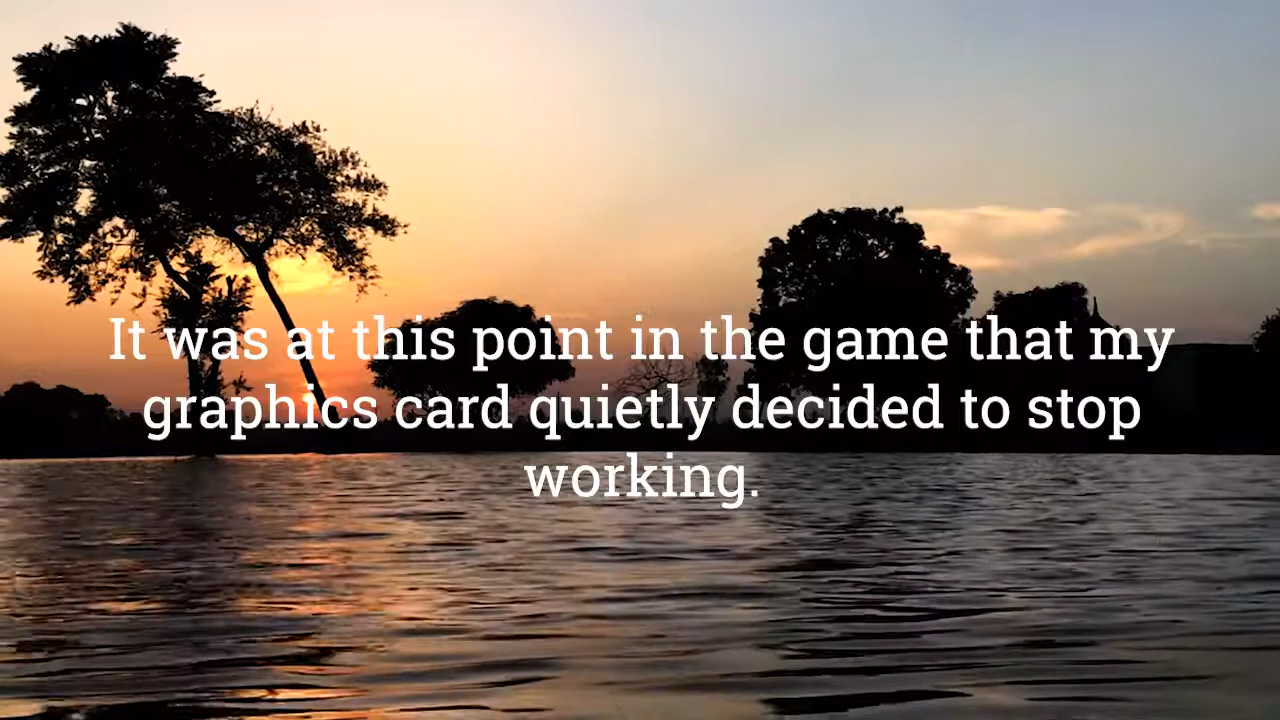 It was at this point in the game that my
graphics card quietly decided to stop
working.